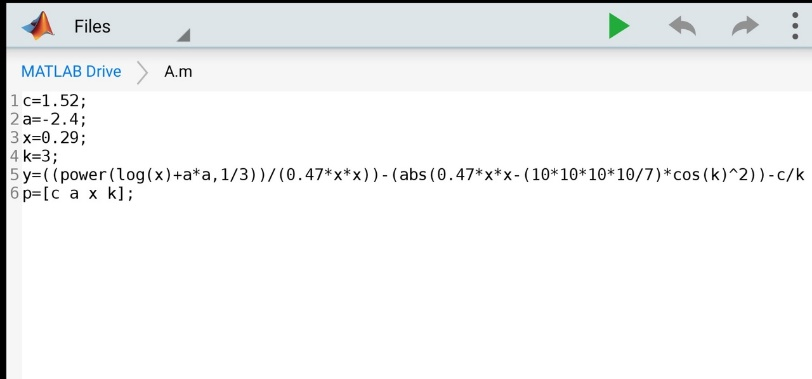 Files
MATLAB Drive A.m
1 c=1.52;
2 a=-2.4;
3 x=0.29;
4 k=3;
5 y=((power(log(x)+a*a,1/3))/(0.47*x*x))-(abs(0.47*x*x-(10*10*10*10/7)*cos(k)^2))-c/k
6 p=[c a x k];